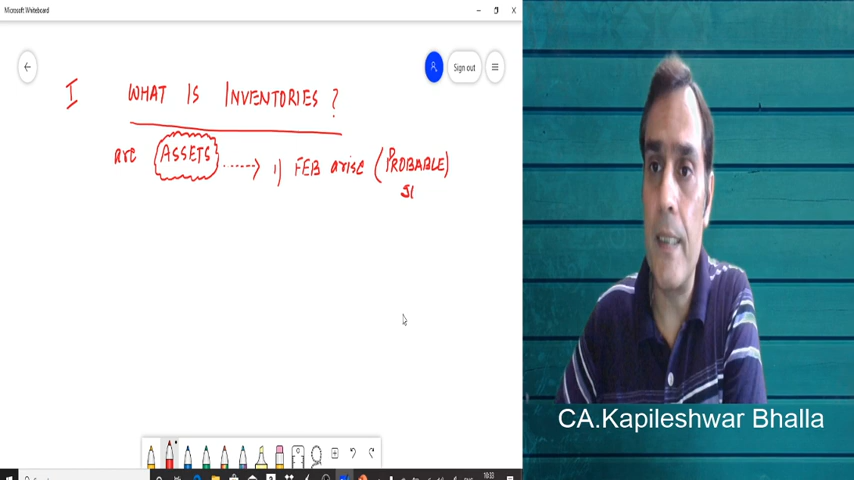 Microsoft Whiteboard
Sign out
I WHAT IS INVENTORIES?
are ASSETS 1) FEB arise (PROBABLE)
CA.Kapileshwar Bhalla